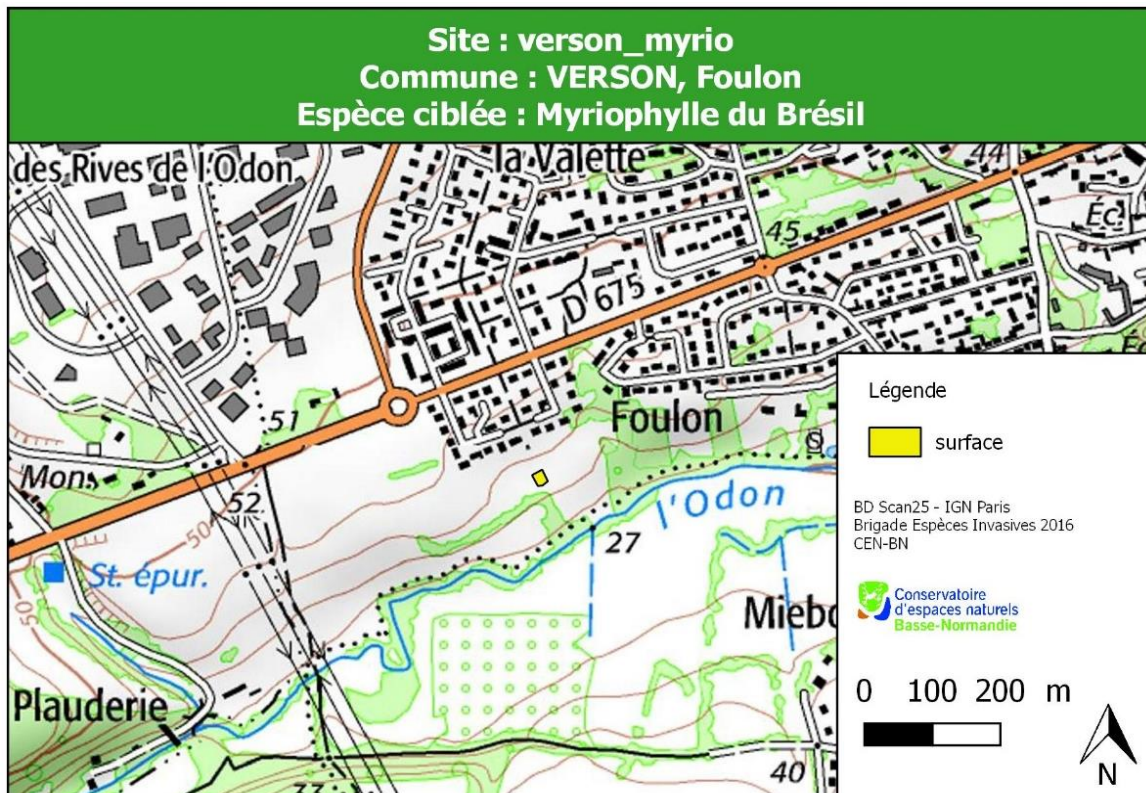 Site : verson_myrio
Commune : VERSON, Foulon
Espèce ciblée : Myriophylle du Brésil
des Rives de l'Odon
la Valette
44
Éc.
45
D 675
51
Foulon
Mon.
52
50
l'Odon
27
St. épur.
50
Plauderie
40
Légende
surface
BD Scan25 - IGN Paris
Brigade Espèces Invasives 2016
CEN-BN
Conservatoire
d'espaces naturels
Basse-Normandie
0 100 200 m
N